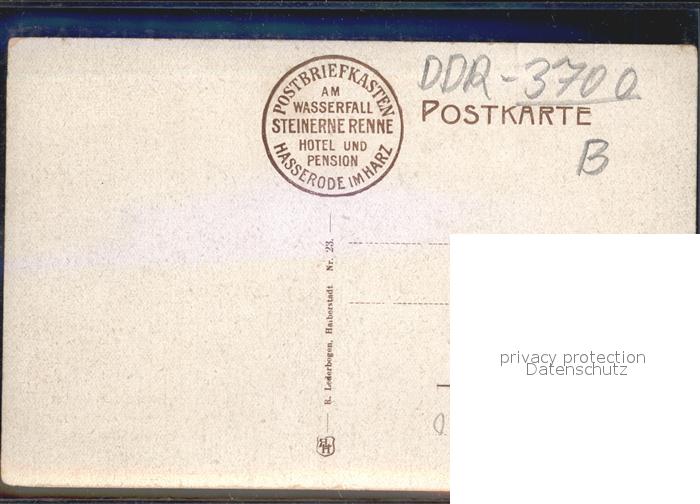 POSTBRIEFKASTEN
AM
WASSERFALL
STEINERNE RENNE
HOTEL UND
PENSION
HASSERODE IM HARZ
DDR - 3700
POSTKARTE
B
R. Lederbogen, Halberstadt Nr. 23.
privacy protection
Datenschutz